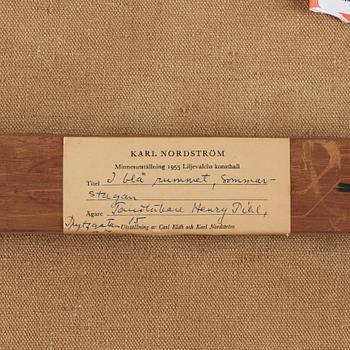 KARL NORDSTRÖM
Minnesutställning 1955 Liljevalchs konsthall
Titel I blå rummet, Sommar-
stugan
Ägare Tandläkare Henry Pihl,
15
Utställning av Carl Eldh och Karl Nordström